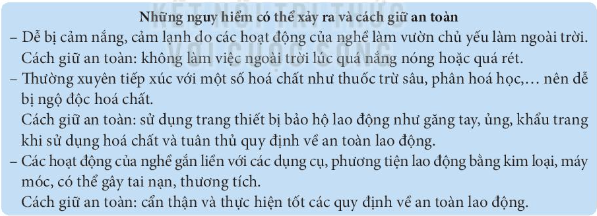 Những nguy hiểm có thể xảy ra và cách giữ an toàn
– Dễ bị cảm nắng, cảm lạnh do các hoạt động của nghề làm vườn chủ yếu làm ngoài trời.
Cách giữ an toàn: không làm việc ngoài trời lúc quá nắng nóng hoặc quá rét.
– Thường xuyên tiếp xúc với một số hoá chất như thuốc trừ sâu, phân hoá học,… nên dễ
bị ngộ độc hoá chất.
Cách giữ an toàn: sử dụng trang thiết bị bảo hộ lao động như găng tay, ủng, khẩu trang
khi sử dụng hoá chất và tuân thủ quy định về an toàn lao động.
– Các hoạt động của nghề gắn liền với các dụng cụ, phương tiện lao động bằng kim loại, máy
móc, có thể gây tai nạn, thương tích.
Cách giữ an toàn: cẩn thận và thực hiện tốt các quy định về an toàn lao động.
KẾT NỐI TRI THỨC
VỚI CUỘC SỐNG